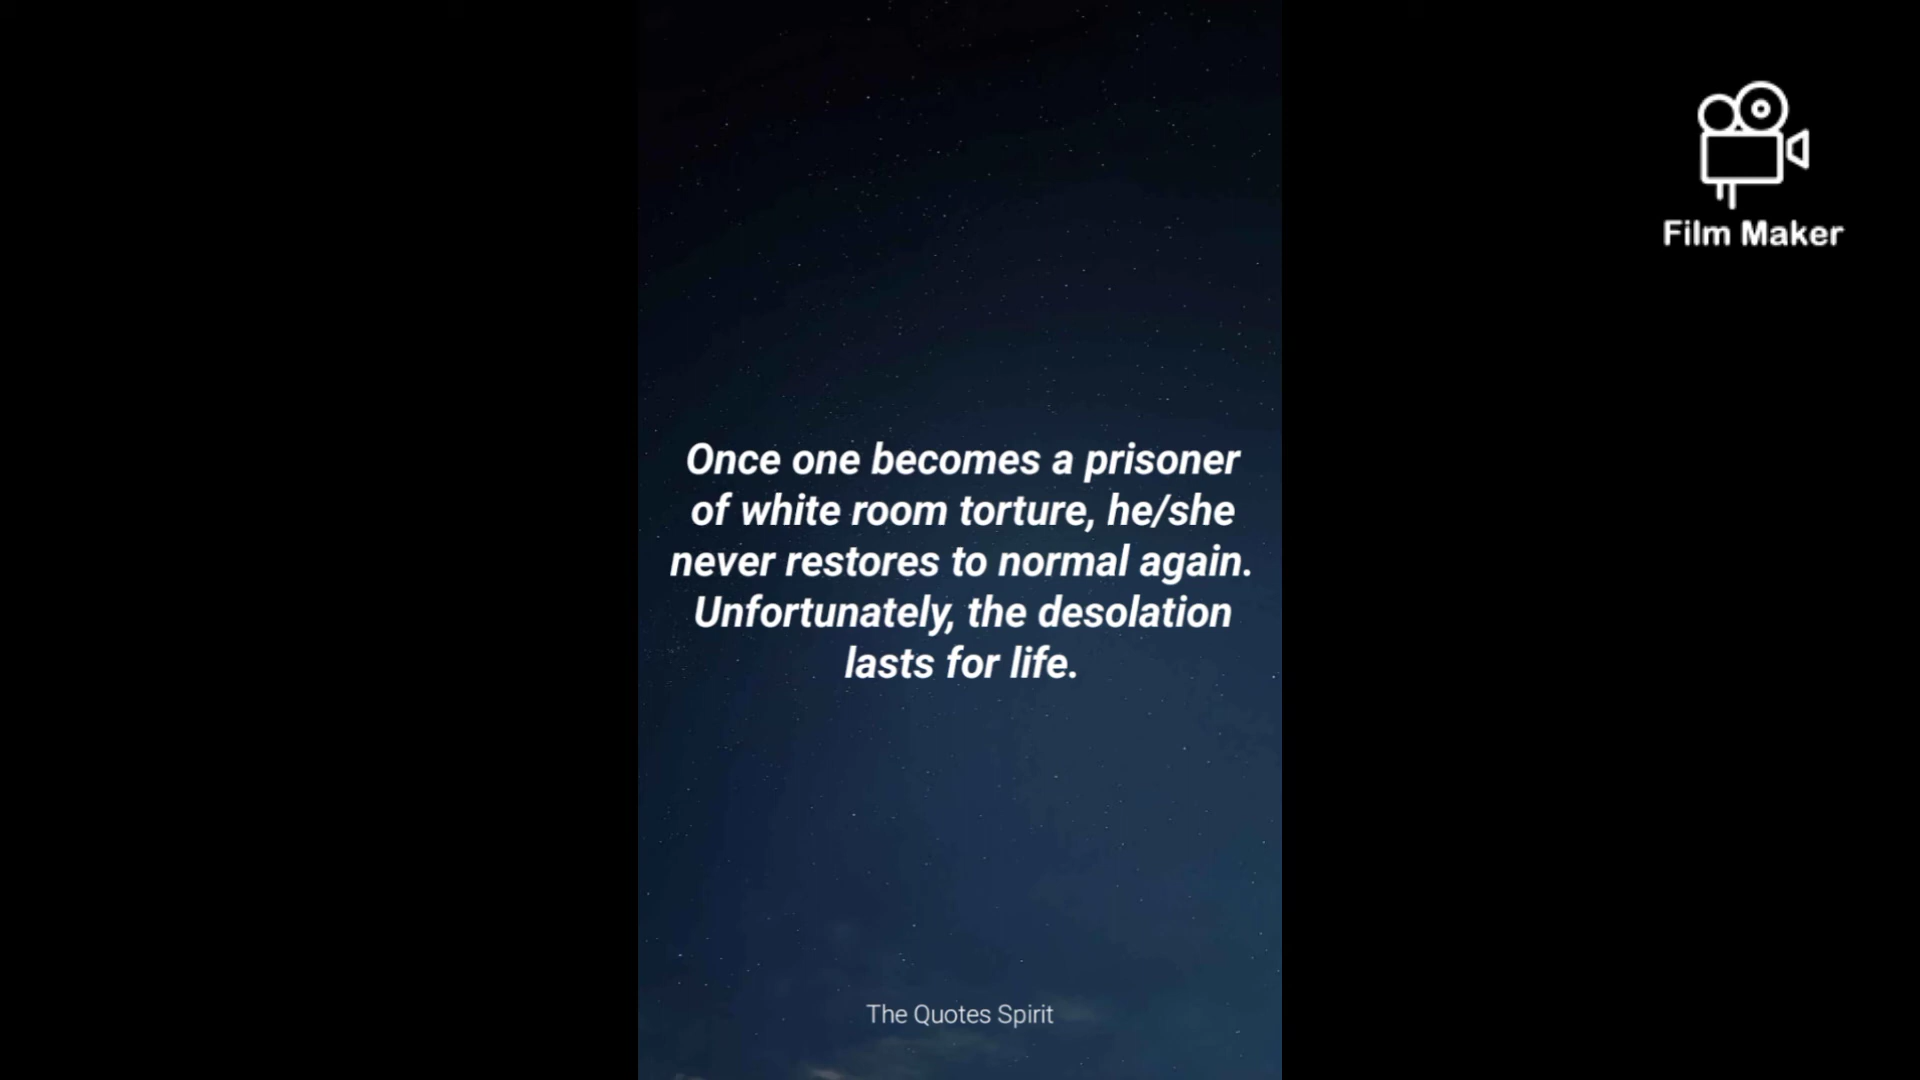 Film Maker
Once one becomes a prisoner
of white room torture, he/she
never restores to normal again.
Unfortunately, the desolation
lasts for life.
The Quotes Spirit